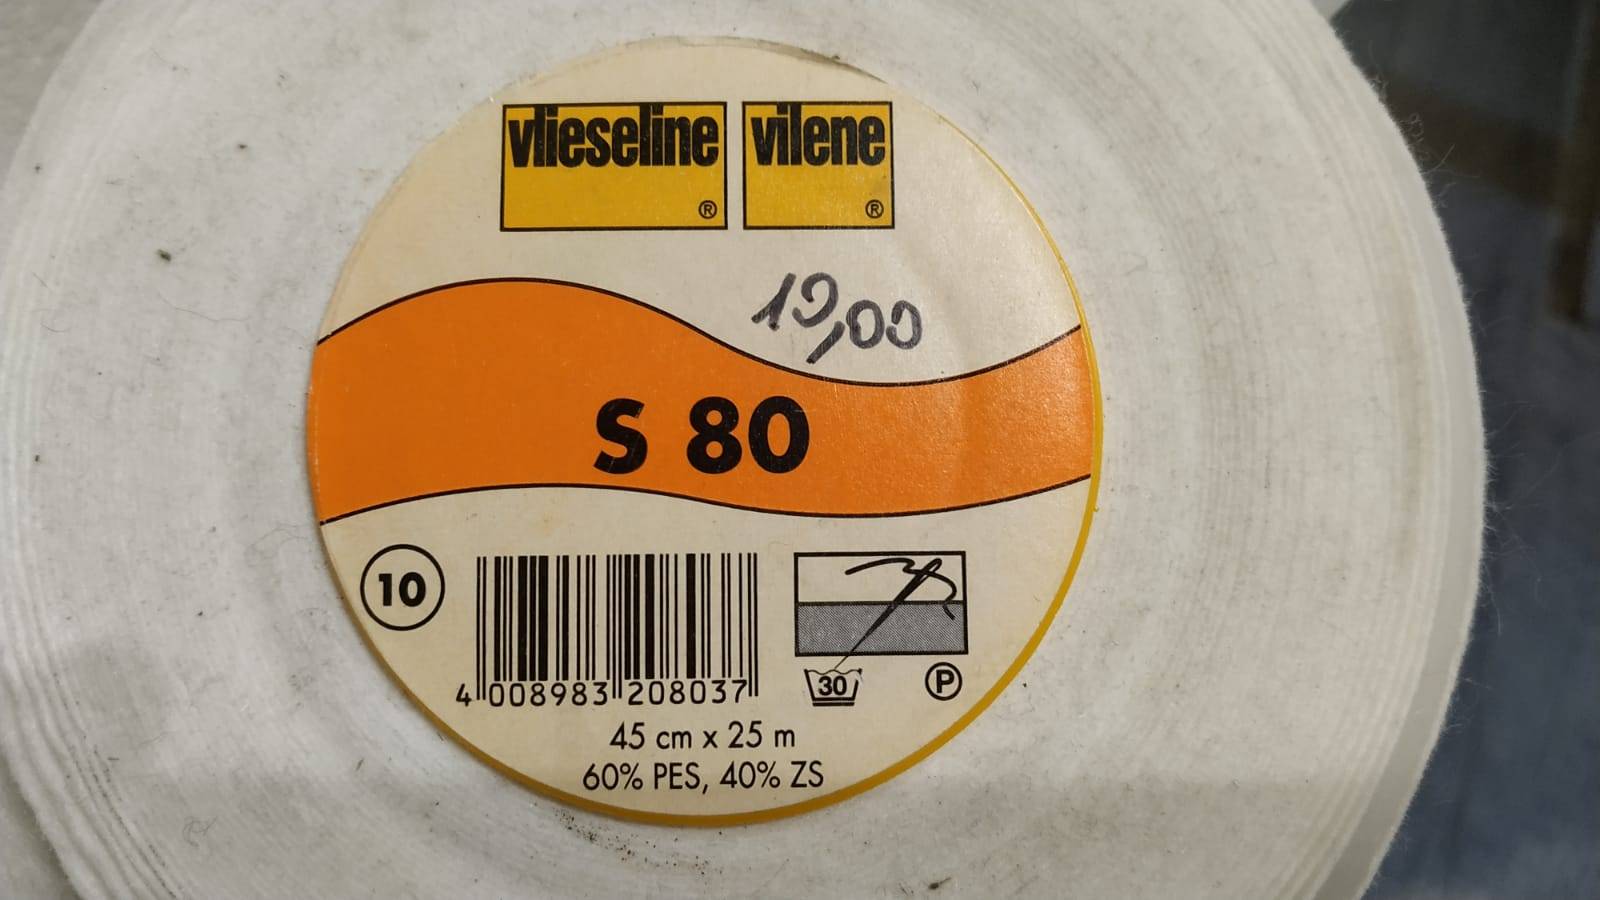 vlieseline ® vilene ®
19,00
S 80
10
4 008983 208037
30 P
45 cm x 25 m
60% PES, 40% ZS